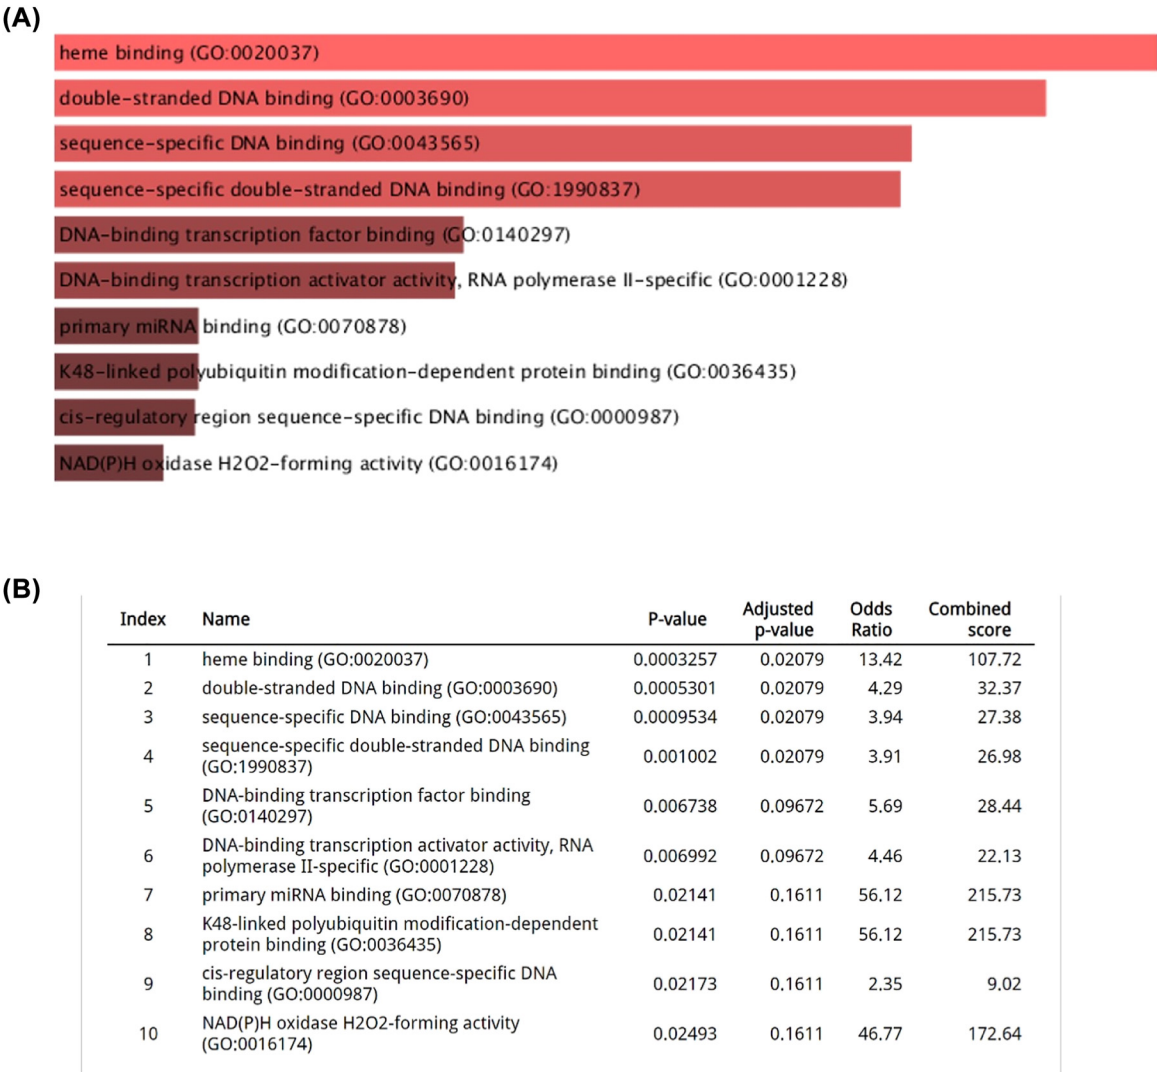 (A)
heme binding (GO:0020037)
double-stranded DNA binding (GO:0003690)
sequence-specific DNA binding (GO:0043565)
sequence-specific double-stranded DNA binding (GO:1990837)
DNA-binding transcription factor binding (GO:0140297)
DNA-binding transcription activator activity, RNA polymerase II-specific (GO:0001228)
primary miRNA binding (GO:0070878)
K48-linked polyubiquitin modification-dependent protein binding (GO:0036435)
cis-regulatory region sequence-specific DNA binding (GO:0000987)
NAD(P)H oxidase H2O2-forming activity (GO:0016174)
(B)
Index Name P-value Adjusted p-value Odds Ratio Combined score
1 heme binding (GO:0020037) 0.0003257 0.02079 13.42 107.72
2 double-stranded DNA binding (GO:0003690) 0.0005301 0.02079 4.29 32.37
3 sequence-specific DNA binding (GO:0043565) 0.0009534 0.02079 3.94 27.38
4 sequence-specific double-stranded DNA binding (GO:1990837) 0.001002 0.02079 3.91 26.98
5 DNA-binding transcription factor binding (GO:0140297) 0.006738 0.09672 5.69 28.44
6 DNA-binding transcription activator activity, RNA polymerase II-specific (GO:0001228) 0.006992 0.09672 4.46 22.13
7 primary miRNA binding (GO:0070878) 0.02141 0.1611 56.12 215.73
8 K48-linked polyubiquitin modification-dependent protein binding (GO:0036435) 0.02141 0.1611 56.12 215.73
9 cis-regulatory region sequence-specific DNA binding (GO:0000987) 0.02173 0.1611 2.35 9.02
10 NAD(P)H oxidase H2O2-forming activity (GO:0016174) 0.02493 0.1611 46.77 172.64